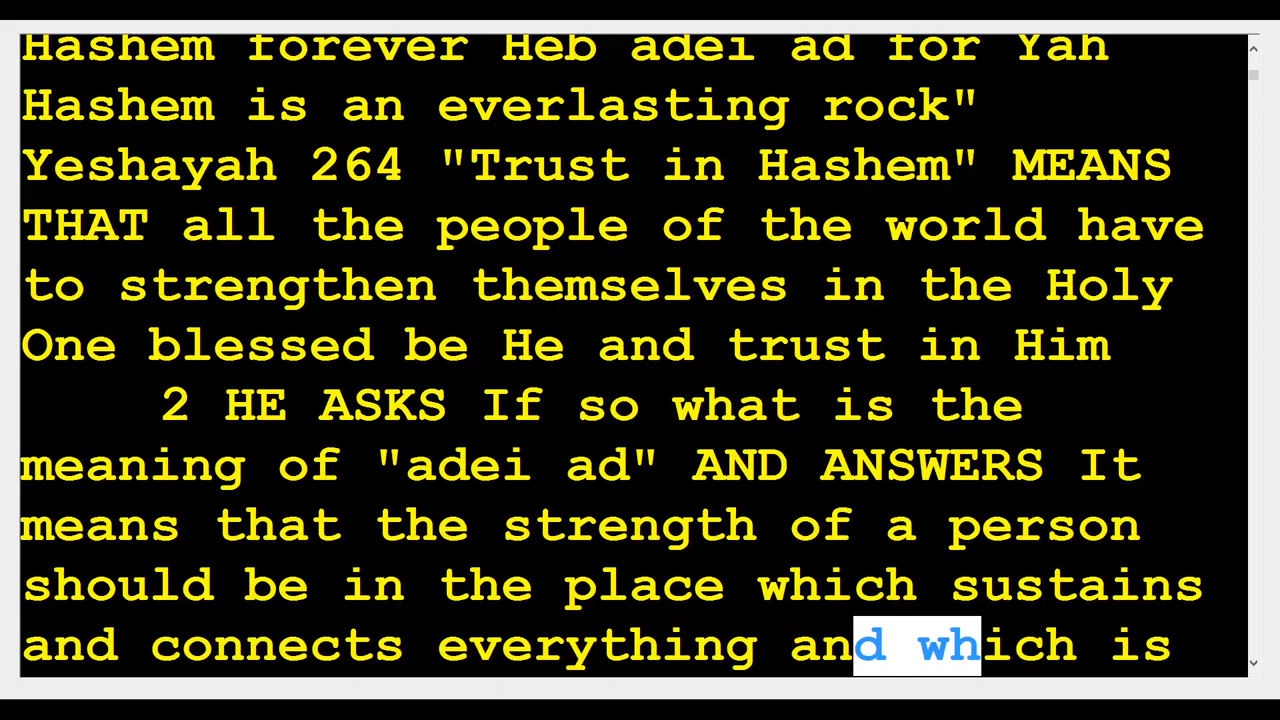 Hashem forever Heb adei ad for Yah
Hashem is an everlasting rock"
Yeshayah 264 "Trust in Hashem" MEANS
THAT all the people of the world have
to strengthen themselves in the Holy
One blessed be He and trust in Him
2 HE ASKS If so what is the
meaning of "adei ad" AND ANSWERS It
means that the strength of a person
should be in the place which sustains
and connects everything and which is